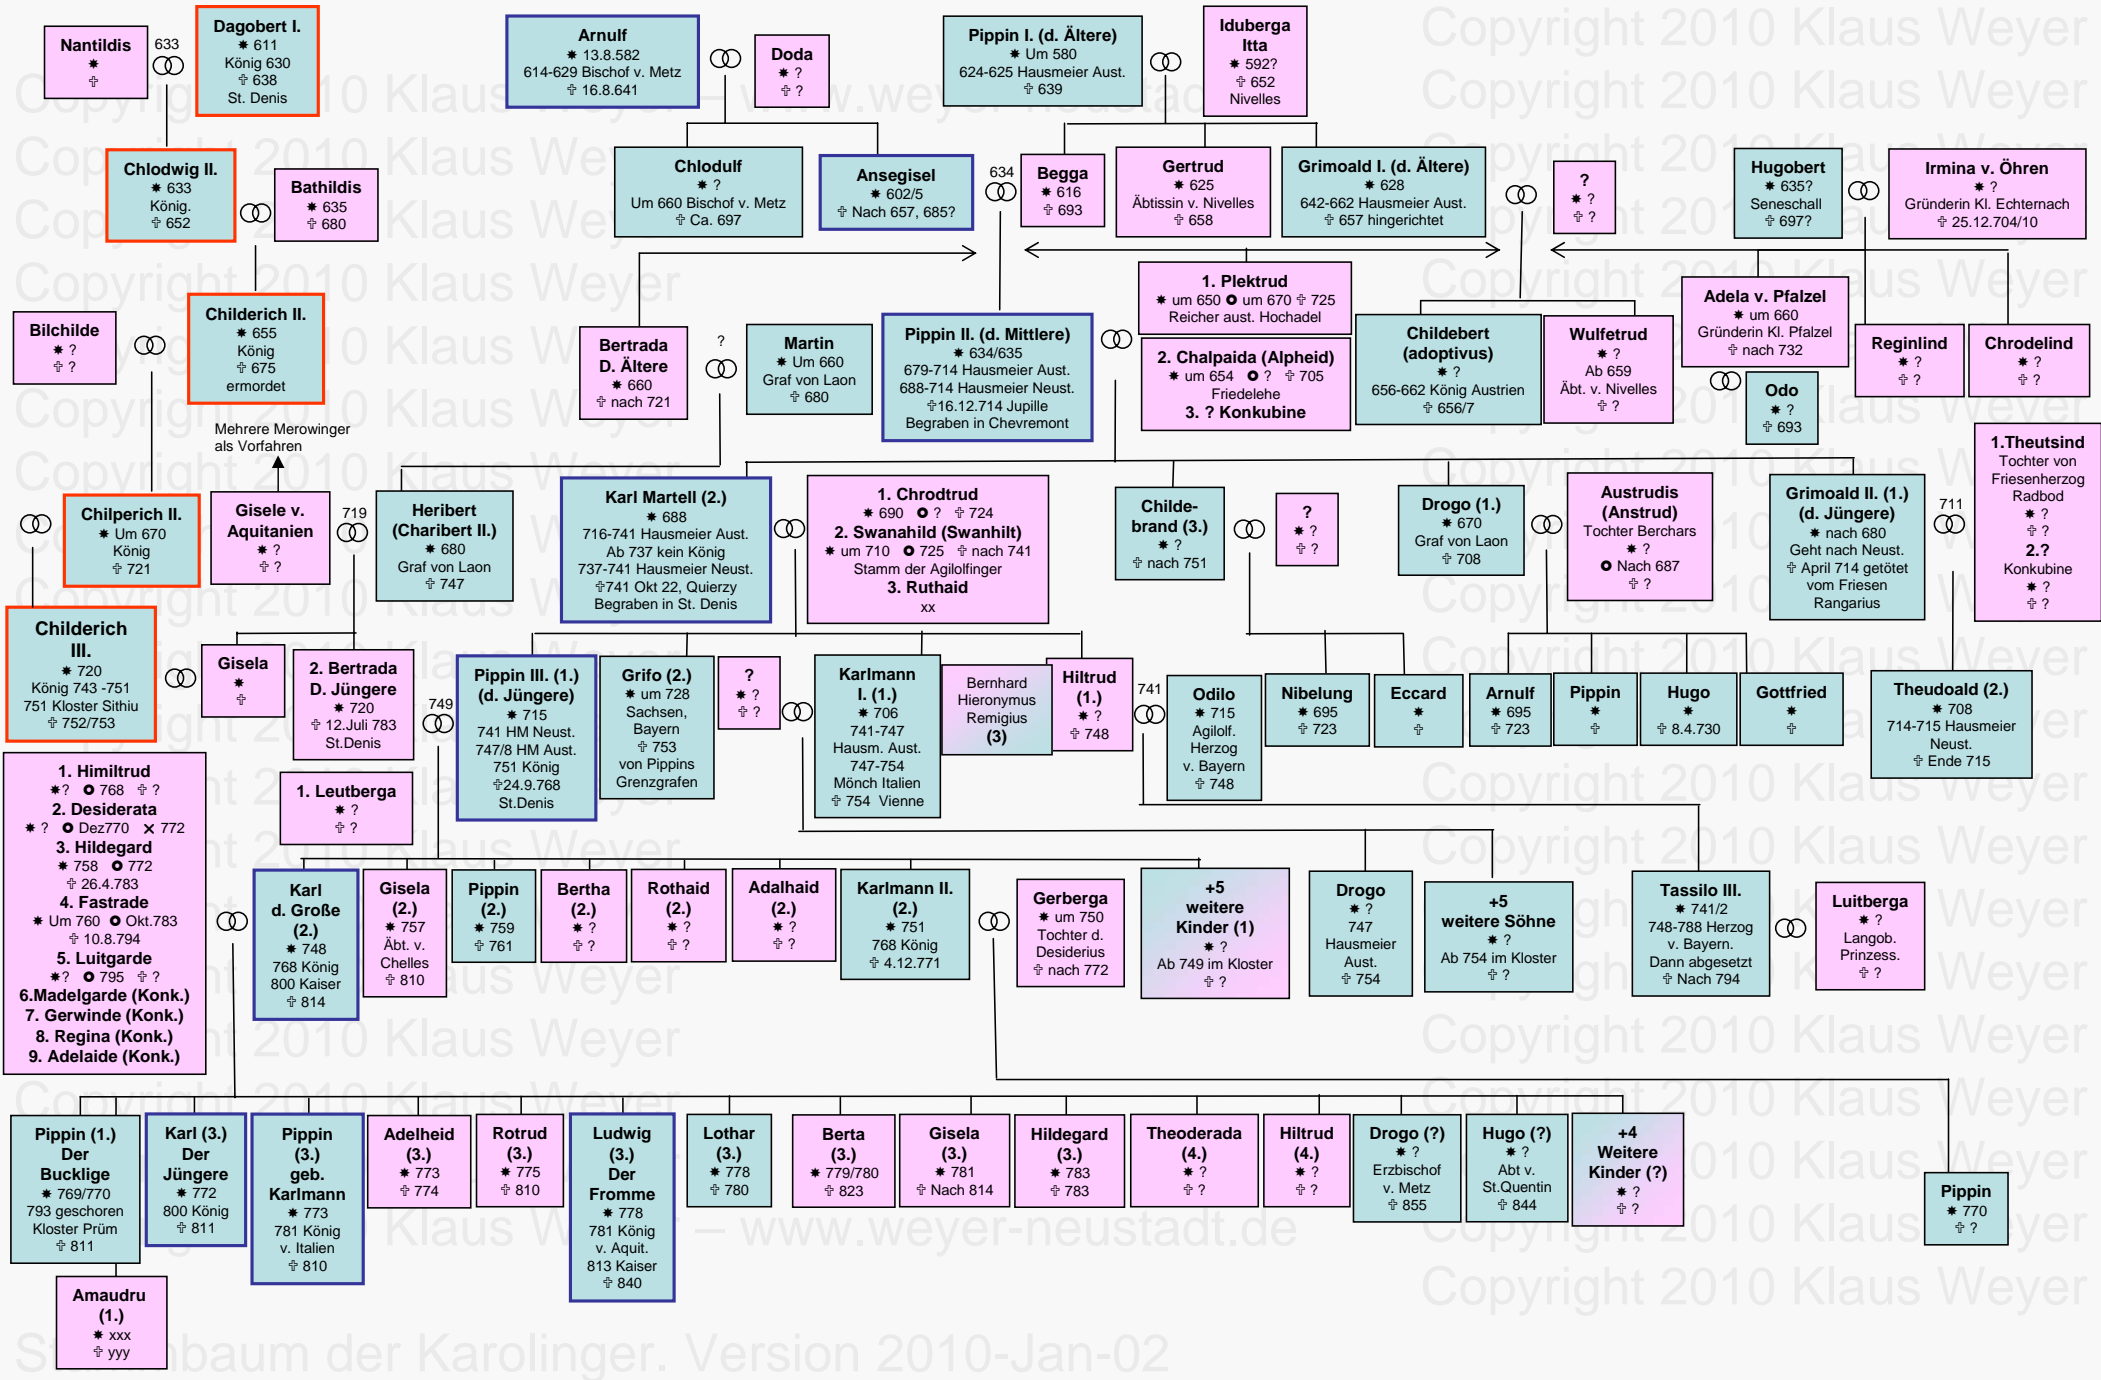 Nantildis
✷
✞
633
Dagobert I.
✷ 611
König 630
✞ 638
St. Denis
Arnulf
✷ 13.8.582
614-629 Bischof v. Metz
✞ 16.8.641
Doda
✷ ?
✞ ?
Pippin I. (d. Ältere)
✷ Um 580
624-625 Hausmeier Aust.
✞ 639
Iduberga
Itta
✷ 592?
✞ 652
Nivelles
Chlodwig II.
✷ 633
König.
✞ 652
Bathildis
✷ 635
✞ 680
Chlodulf
✷ ?
Um 660 Bischof v. Metz
✞ Ca. 697
Ansegisel
✷ 602/5
✞ Nach 657, 685?
634
Begga
✷ 616
✞ 693
Gertrud
✷ 625
Äbtissin v. Nivelles
✞ 658
Grimoald I. (d. Ältere)
✷ 628
642-662 Hausmeier Aust.
✞ 657 hingerichtet
?
✷ ?
✞ ?
Hugobert
✷ 635?
Seneschall
✞ 697?
Irmina v. Öhren
✷ ?
Gründerin Kl. Echternach
✞ 25.12.704/10
Bilchilde
✷ ?
✞ ?
Childerich II.
✷ 655
König
✞ 675
ermordet
Bertrada
D. Ältere
✷ 660
✞ nach 721
?
Martin
✷ Um 660
Graf von Laon
✞ 680
Pippin II. (d. Mittlere)
✷ 634/635
679-714 Hausmeier Aust.
688-714 Hausmeier Neust.
✞16.12.714 Jupille
Begraben in Chevremont
1. Plektrud
✷ um 650 ⭘ um 670 ✞ 725
Reicher aust. Hochadel
2. Chalpaida (Alpheid)
✷ um 654 ⭘ ? ✞ 705
Friedelehe
3. ? Konkubine
Childebert
(adoptivus)
✷ ?
656-662 König Austrien
✞ 656/7
Wulfetrud
✷ ?
Ab 659
Äbt. v. Nivelles
✞ ?
Adela v. Pfalzel
✷ um 660
Gründerin Kl. Pfalzel
✞ nach 732
Odo
✷ ?
✞ 693
Reginlind
✷ ?
✞ ?
Chrodelind
✷ ?
✞ ?
Mehrere Merowinger
als Vorfahren
Chilperich II.
✷ Um 670
König
✞ 721
Gisele v.
Aquitanien
✷ ?
✞ ?
719
Heribert
(Charibert II.)
✷ 680
Graf von Laon
✞ 747
Karl Martell (2.)
✷ 688
716-741 Hausmeier Aust.
Ab 737 kein König
737-741 Hausmeier Neust.
✞741 Okt 22, Quierzy
Begraben in St. Denis
1. Chrodtrud
✷ 690 ⭘ ? ✞ 724
2. Swanahild (Swanhilt)
✷ um 710 ⭘ 725 ✞ nach 741
Stamm der Agilolfinger
3. Ruthaid
xx
Childe-
brand (3.)
✷ ?
✞ nach 751
?
✷ ?
✞ ?
Drogo (1.)
✷ 670
Graf von Laon
✞ 708
Austrudis
(Anstrud)
Tochter Berchars
✷ ?
⭘ Nach 687
✞ ?
Grimoald II. (1.)
(d. Jüngere)
✷ nach 680
Geht nach Neust.
✞ April 714 getötet
vom Friesen
Rangarius
711
1.Theutsind
Tochter von
Friesenherzog
Radbod
✷ ?
✞ ?
2.?
Konkubine
✷ ?
✞ ?
Childerich
III.
✷ 720
König 743 -751
751 Kloster Sithiu
✞ 752/753
Gisela
✷
✞
2. Bertrada
D. Jüngere
✷ 720
✞ 12.Juli 783
St.Denis
749
1. Leutberga
✷ ?
✞ ?
Pippin III. (1.)
(d. Jüngere)
✷ 715
741 HM Neust.
747/8 HM Aust.
751 König
✞24.9.768
St.Denis
Grifo (2.)
✷ um 728
Sachsen,
Bayern
✞ 753
von Pippins
Grenzgrafen
?
✷ ?
✞ ?
Karlmann
I. (1.)
✷ 706
741-747
Hausm. Aust.
747-754
Mönch Italien
✞ 754 Vienne
Bernhard
Hieronymus
Remigius
(3)
Hiltrud
(1.)
✷ ?
✞ 748
741
Odilo
✷ 715
Agilolf.
Herzog
v. Bayern
✞ 748
Nibelung
✷ 695
✞ 723
Eccard
✷
✞
Arnulf
✷ 695
✞ 723
Pippin
✷
✞
Hugo
✷
✞ 8.4.730
Gottfried
✷
✞
Theudoald (2.)
✷ 708
714-715 Hausmeier
Neust.
✞ Ende 715
1. Himiltrud
✷? ⭘ 768 ✞ ?
2. Desiderata
✷ ? ⭘ Dez770 ✕ 772
3. Hildegard
✷ 758 ⭘ 772
✞ 26.4.783
4. Fastrade
✷ Um 760 ⭘ Okt.783
✞ 10.8.794
5. Luitgarde
✷? ⭘ 795 ✞ ?
6.Madelgarde (Konk.)
7. Gerwinde (Konk.)
8. Regina (Konk.)
9. Adelaide (Konk.)
Karl
d. Große
(2.)
✷ 748
768 König
800 Kaiser
✞ 814
Gisela
(2.)
✷ 757
Äbt. v.
Chelles
✞ 810
Pippin
(2.)
✷ 759
✞ 761
Bertha
(2.)
✷ ?
✞ ?
Rothaid
(2.)
✷ ?
✞ ?
Adalhaid
(2.)
✷ ?
✞ ?
Karlmann II.
(2.)
✷ 751
768 König
✞ 4.12.771
Gerberga
✷ um 750
Tochter d.
Desiderius
✞ nach 772
+5
weitere
Kinder (1)
✷ ?
Ab 749 im Kloster
✞ ?
Drogo
✷ ?
747
Hausmeier
Aust.
✞ 754
+5
weitere Söhne
✷ ?
Ab 754 im Kloster
✞ ?
Tassilo III.
✷ 741/2
748-788 Herzog
v. Bayern.
Dann abgesetzt
✞ Nach 794
Luitberga
✷ ?
Langob.
Prinzess.
✞ ?
Pippin (1.)
Der
Bucklige
✷ 769/770
793 geschoren
Kloster Prüm
✞ 811
Karl (3.)
Der
Jüngere
✷ 772
800 König
✞ 811
Pippin
(3.)
geb.
Karlmann
✷ 773
781 König
v. Italien
✞ 810
Adelheid
(3.)
✷ 773
✞ 774
Rotrud
(3.)
✷ 775
✞ 810
Ludwig
(3.)
Der
Fromme
✷ 778
781 König
v. Aquit.
813 Kaiser
✞ 840
Lothar
(3.)
✷ 778
✞ 780
Berta
(3.)
✷ 779/780
✞ 823
Gisela
(3.)
✷ 781
✞ Nach 814
Hildegard
(3.)
✷ 783
✞ 783
Theoderada
(4.)
✷ ?
✞ ?
Hiltrud
(4.)
✷ ?
✞ ?
Drogo (?)
✷ ?
Erzbischof
v. Metz
✞ 855
Hugo (?)
✷ ?
Abt v.
St.Quentin
✞ 844
+4
Weitere
Kinder (?)
✷ ?
✞ ?
Pippin
✷ 770
✞ ?
Amaudru
(1.)
✷ xxx
✞ yyy
Copyright 2010 Klaus Weyer
Copyright 2010 Klaus Weyer – www.weyer-neustadt.de
der Karolinger. Version 2010-Jan-02